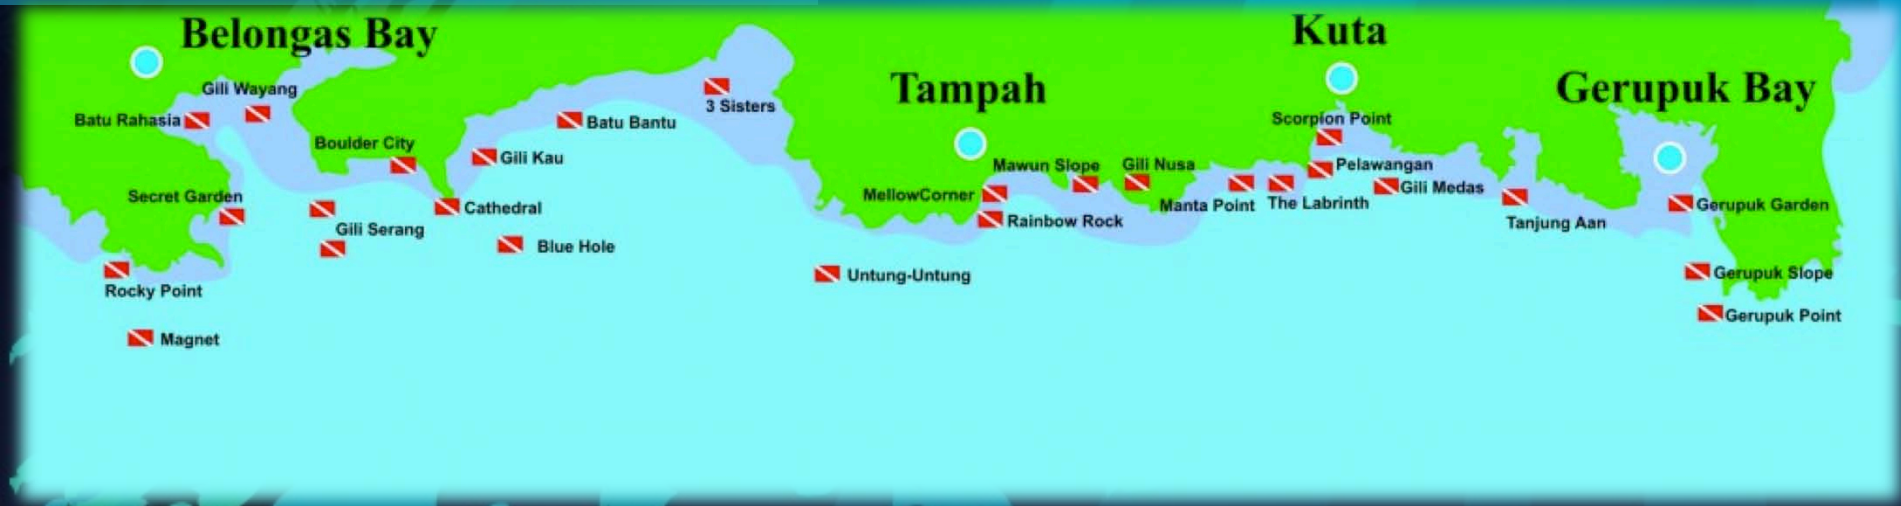 Belongas Bay
Kuta
Tampah
Gerupuk Bay
Gili Wayang
Batu Rahasia
3 Sisters
Batu Bantu
Scorpion Point
Boulder City
Gili Kau
Mawun Slope
Gili Nusa
Pelawangan
Gili Medas
Secret Garden
MellowCorner
Cathedral
Manta Point
The Labrinth
Gerupuk Garden
Rainbow Rock
Tanjung Aan
Gili Serang
Blue Hole
Untung-Untung
Gerupuk Slope
Rocky Point
Gerupuk Point
Magnet